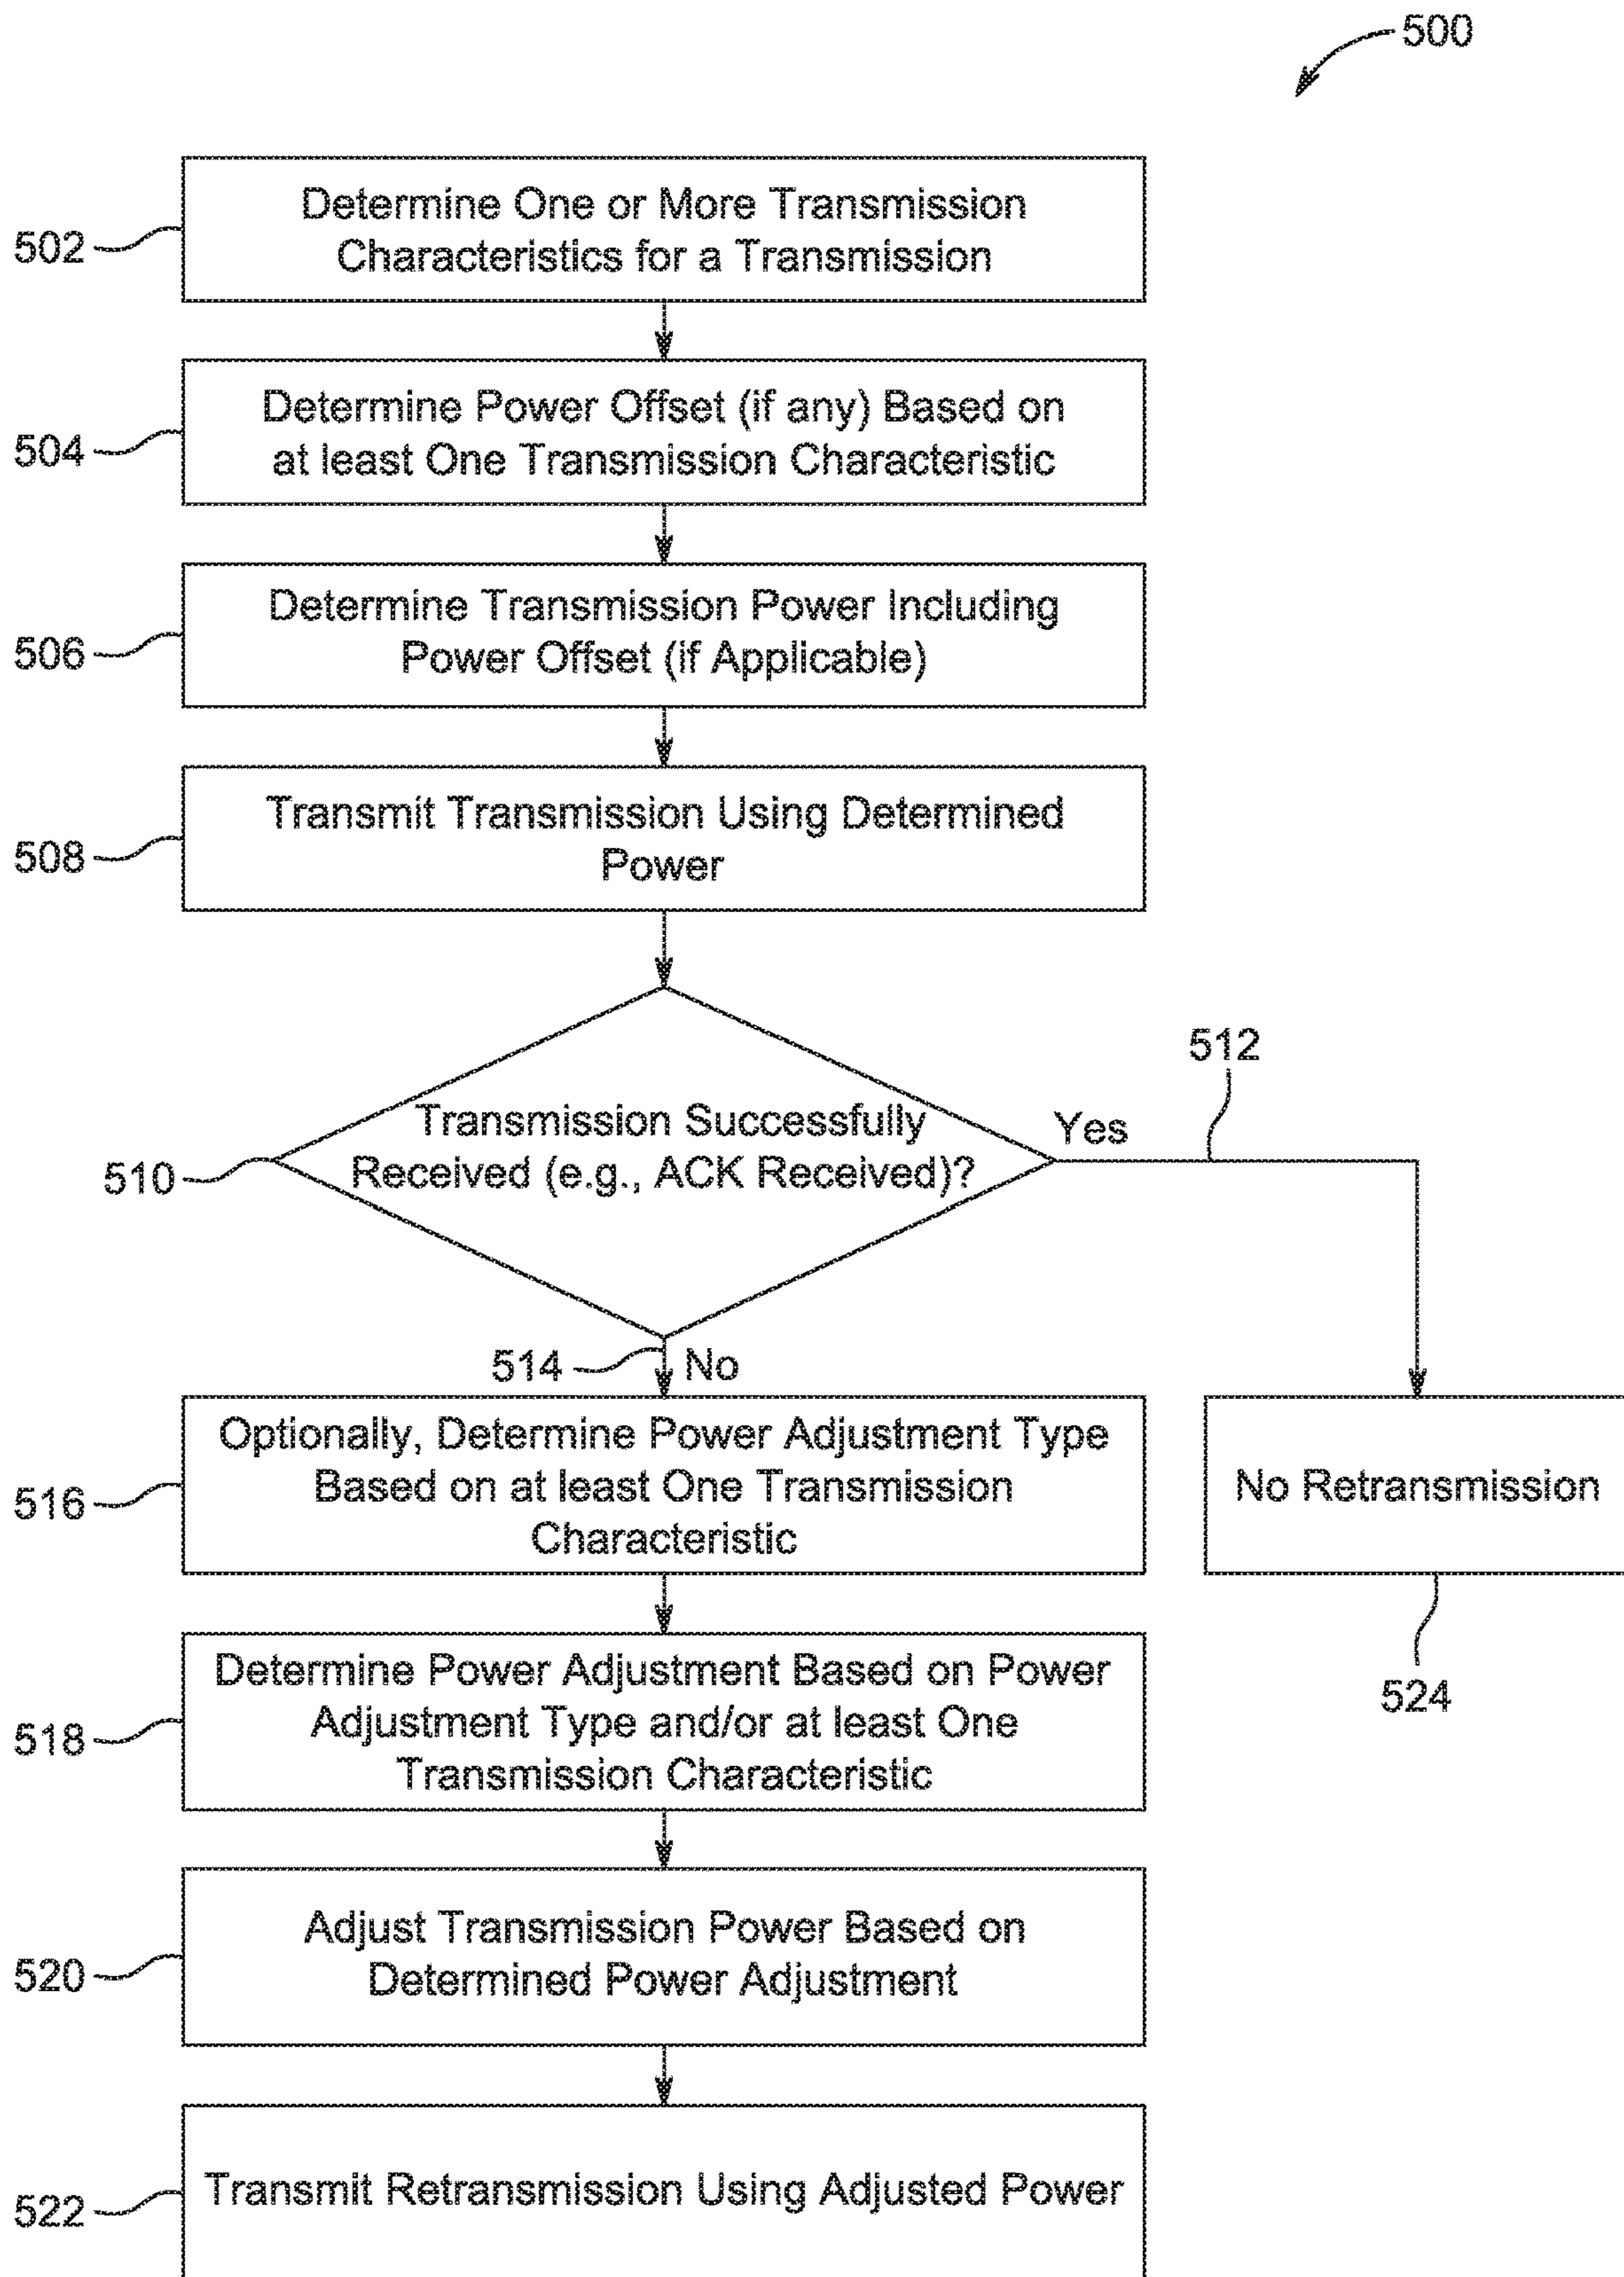 500
502
Determine One or More Transmission
Characteristics for a Transmission
504
Determine Power Offset (if any) Based on
at least One Transmission Characteristic
506
Determine Transmission Power Including
Power Offset (if Applicable)
508
Transmit Transmission Using Determined
Power
510
Transmission Successfully
Received (e.g., ACK Received)?
Yes
512
514
No
516
Optionally, Determine Power Adjustment Type
Based on at least One Transmission
Characteristic
No Retransmission
524
518
Determine Power Adjustment Based on Power
Adjustment Type and/or at least One
Transmission Characteristic
520
Adjust Transmission Power Based on
Determined Power Adjustment
522
Transmit Retransmission Using Adjusted Power